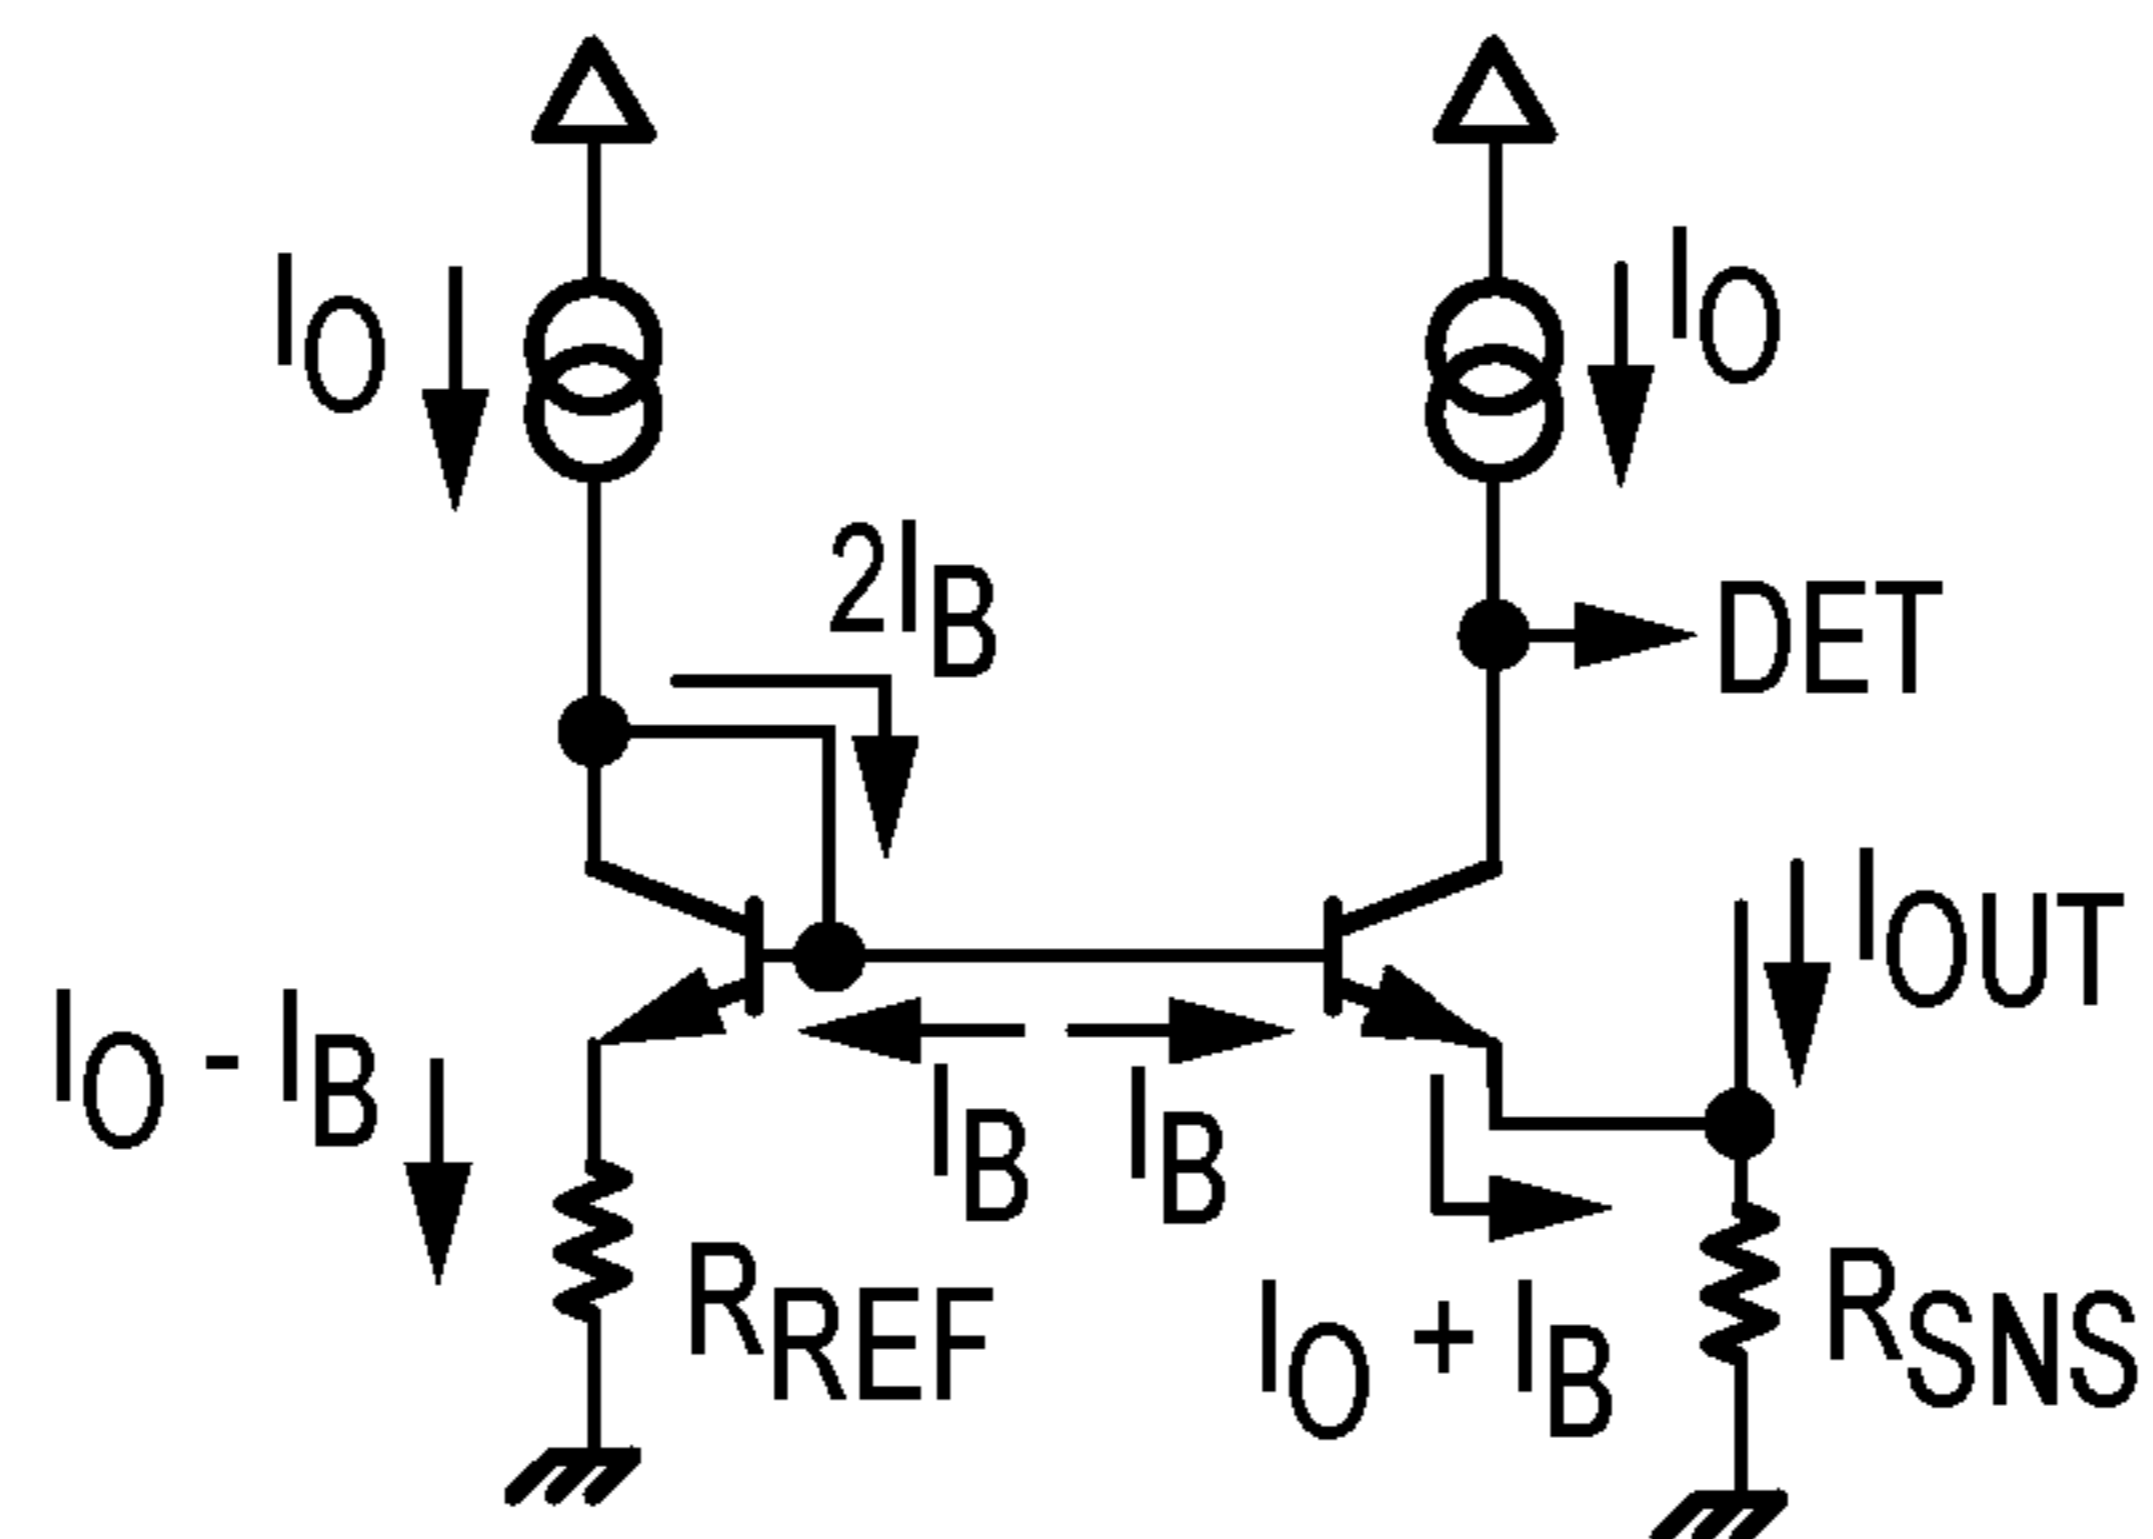 IO
IO
2IB
DET
IOUT
IO - IB
IB
IB
RREF
IO + IB
RSNS